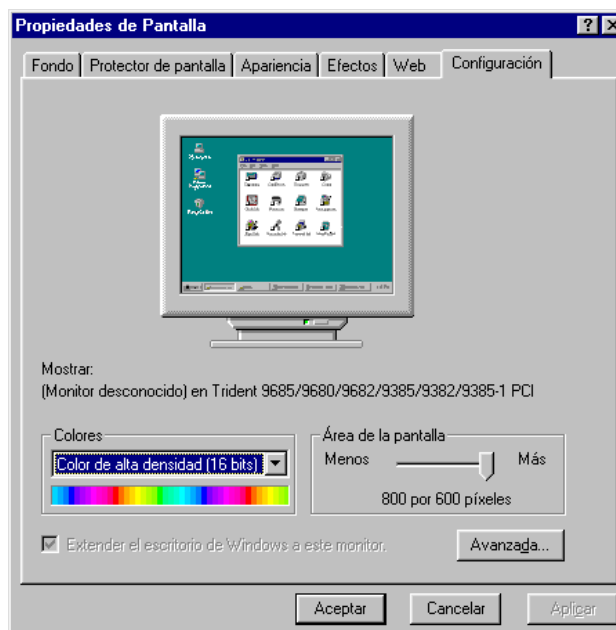 Propiedades de Pantalla
Fondo Protector de pantalla Apariencia Efectos Web Configuración
Mostrar:
(Monitor desconocido) en Trident 9685/9680/9682/9385/9382/9385-1 PCI
Colores Área de la pantalla
Color de alta densidad (16 bits) Menos Más
800 por 600 píxeles
Extender el escritorio de Windows a este monitor. Avanzada...
Aceptar Cancelar Aplicar